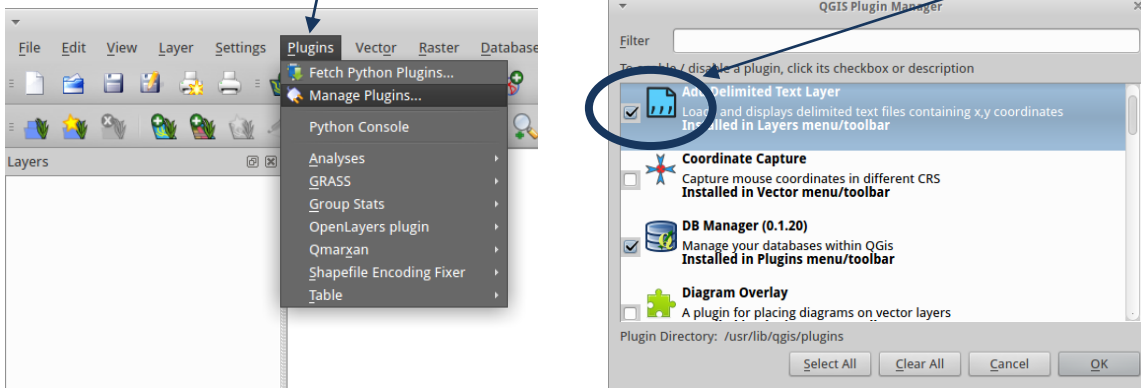 File Edit View Layer Settings Plugins Vector Raster Database
Fetch Python Plugins...
Manage Plugins...
Python Console
Analyses
GRASS
Group Stats
OpenLayers plugin
Qmarxan
Shapefile Encoding Fixer
Table
Layers
QGIS Plugin Manager
Filter
To enable / disable a plugin, click its checkbox or description
Add Delimited Text Layer
Loads and displays delimited text files containing x,y coordinates
Installed in Layers menu/toolbar
Coordinate Capture
Capture mouse coordinates in different CRS
Installed in Vector menu/toolbar
DB Manager (0.1.20)
Manage your databases within QGis
Installed in Plugins menu/toolbar
Diagram Overlay
A plugin for placing diagrams on vector layers
Plugin Directory: /usr/lib/qgis/plugins
Select All Clear All Cancel OK